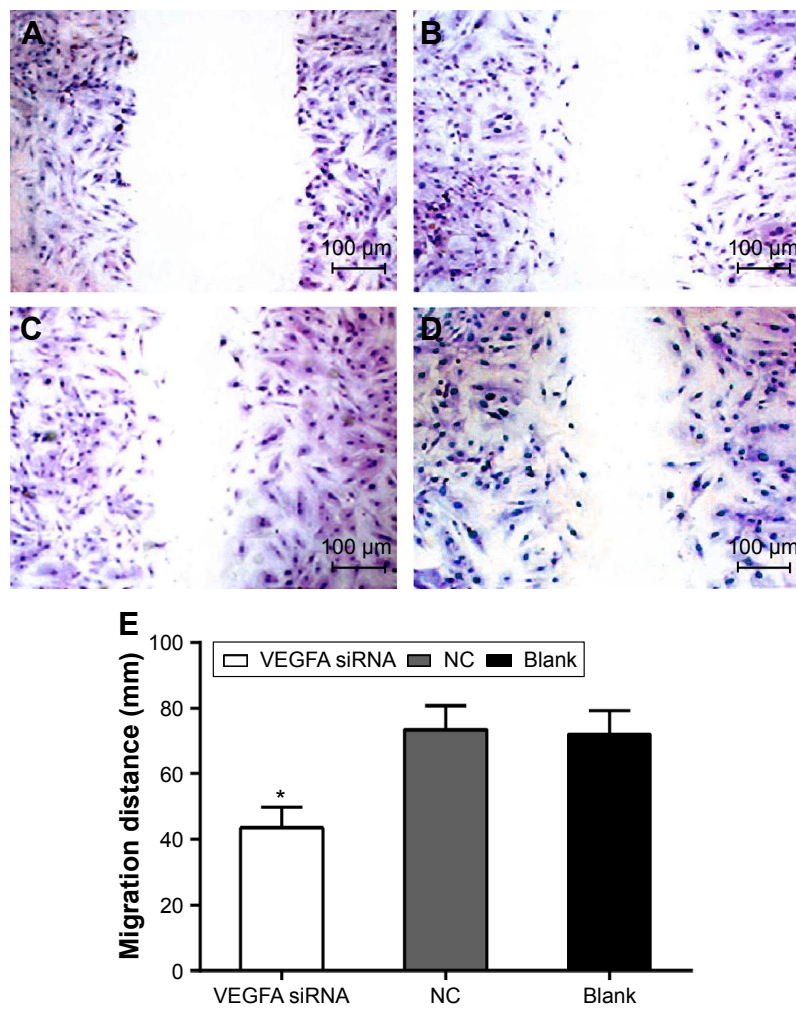 A
B
100 µm
100 µm
C
D
100 µm
100 µm
E
Migration distance (mm)
100
VEGFA siRNA NC Blank
80
60
*
40
20
0
VEGFA siRNA NC Blank